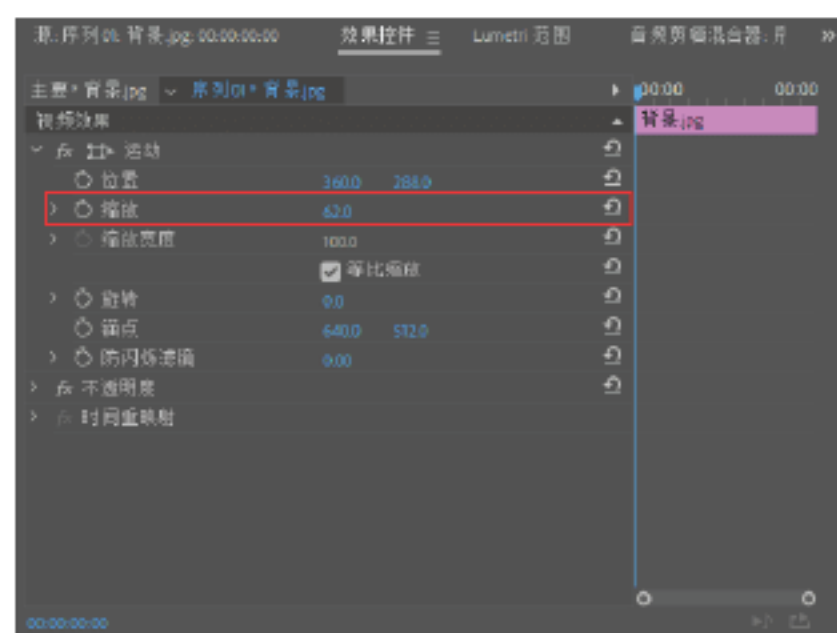 源: 序列 01: 背景.jpg: 00:00:00:00 效果控件 ≡ Lumetri 范围 音频剪辑混合器: 序 »
主要 * 背景.jpg 序列 01 * 背景.jpg 00:00 00:00
视频效果 背景.jpg
fx 运动
位置 360.0 288.0
缩放 62.0
缩放宽度 100.0
等比缩放
旋转 0.0
锚点 640.0 512.0
防闪烁滤镜 0.00
fx 不透明度
fx 时间重映射
00:00:00:00